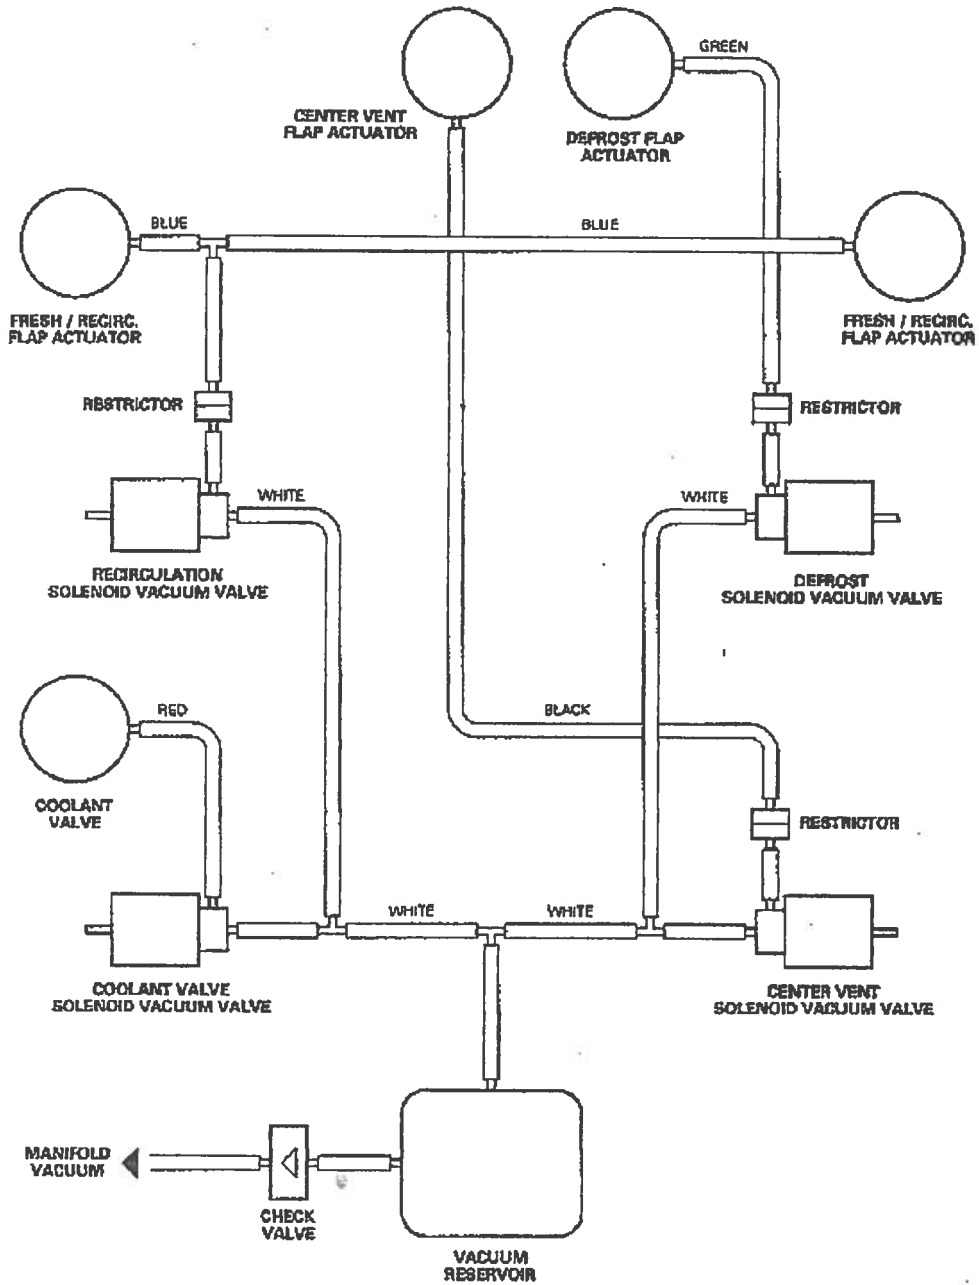 GREEN
CENTER VENT
FLAP ACTUATOR
DEFROST FLAP
ACTUATOR
BLUE
BLUE
FRESH / RECIRC.
FLAP ACTUATOR
FRESH / RECIRC.
FLAP ACTUATOR
RESTRICTOR
RESTRICTOR
WHITE
WHITE
RECIRCULATION
SOLENOID VACUUM VALVE
DEFROST
SOLENOID VACUUM VALVE
RED
BLACK
COOLANT
VALVE
RESTRICTOR
WHITE
WHITE
COOLANT VALVE
SOLENOID VACUUM VALVE
CENTER VENT
SOLENOID VACUUM VALVE
MANIFOLD
VACUUM
CHECK
VALVE
VACUUM
RESERVOIR